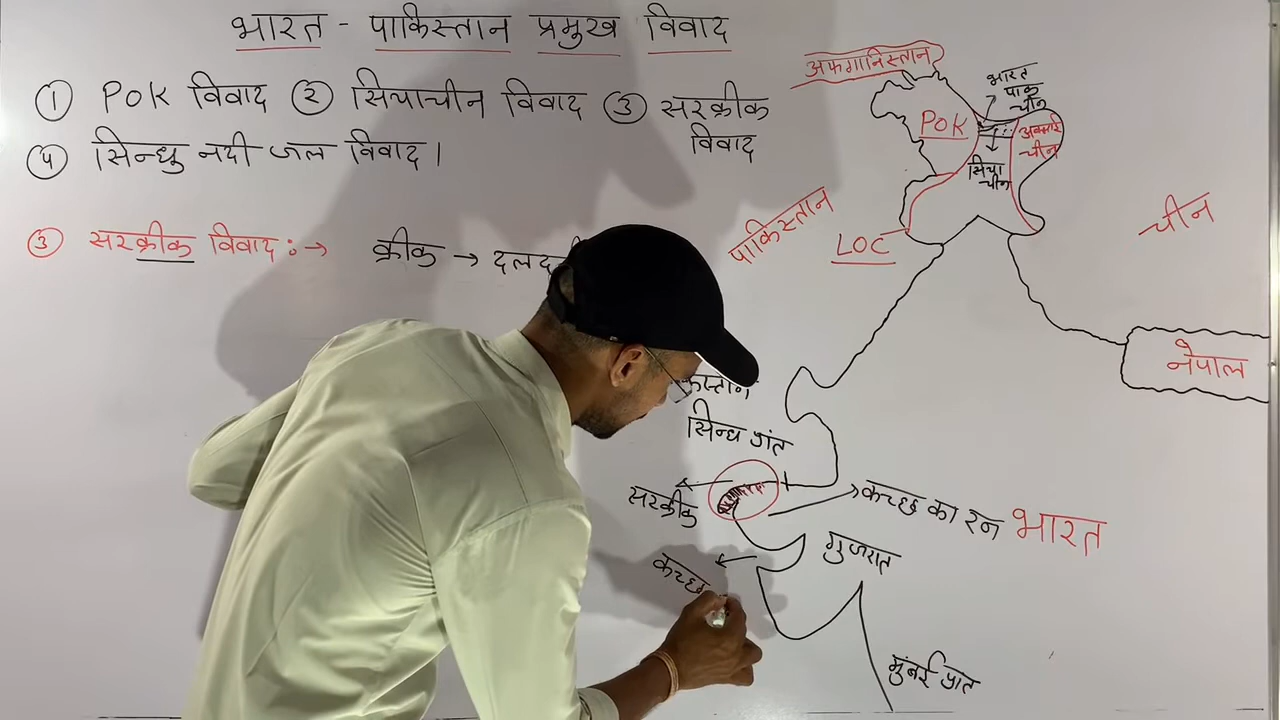 भारत - पाकिस्तान प्रमुख विवाद
① POK विवाद ② सियाचीन विवाद ③ सरक्रीक
विवाद
④ सिन्धु नदी जल विवाद।
③ सरक्रीक विवाद :→ क्रीक → दलद
अफगानिस्तान
भारत
पाक
चीन
POK
अक्साई
चीन
सिया
चीन
पाकिस्तान
LOC
चीन
नेपाल
सिन्ध प्रांत
सरक्रीक
कच्छ का रन भारत
गुजरात
कच्छ
मुंबई प्रांत